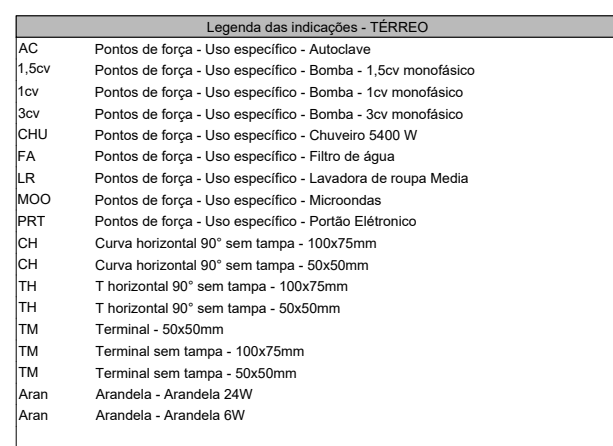 Legenda das indicações - TÉRREO
AC Pontos de força - Uso específico - Autoclave
1,5cv Pontos de força - Uso específico - Bomba - 1,5cv monofásico
1cv Pontos de força - Uso específico - Bomba - 1cv monofásico
3cv Pontos de força - Uso específico - Bomba - 3cv monofásico
CHU Pontos de força - Uso específico - Chuveiro 5400 W
FA Pontos de força - Uso específico - Filtro de água
LR Pontos de força - Uso específico - Lavadora de roupa Media
MOO Pontos de força - Uso específico - Microondas
PRT Pontos de força - Uso específico - Portão Elétronico
CH Curva horizontal 90° sem tampa - 100x75mm
CH Curva horizontal 90° sem tampa - 50x50mm
TH T horizontal 90° sem tampa - 100x75mm
TH T horizontal 90° sem tampa - 50x50mm
TM Terminal - 50x50mm
TM Terminal sem tampa - 100x75mm
TM Terminal sem tampa - 50x50mm
Aran Arandela - Arandela 24W
Aran Arandela - Arandela 6W